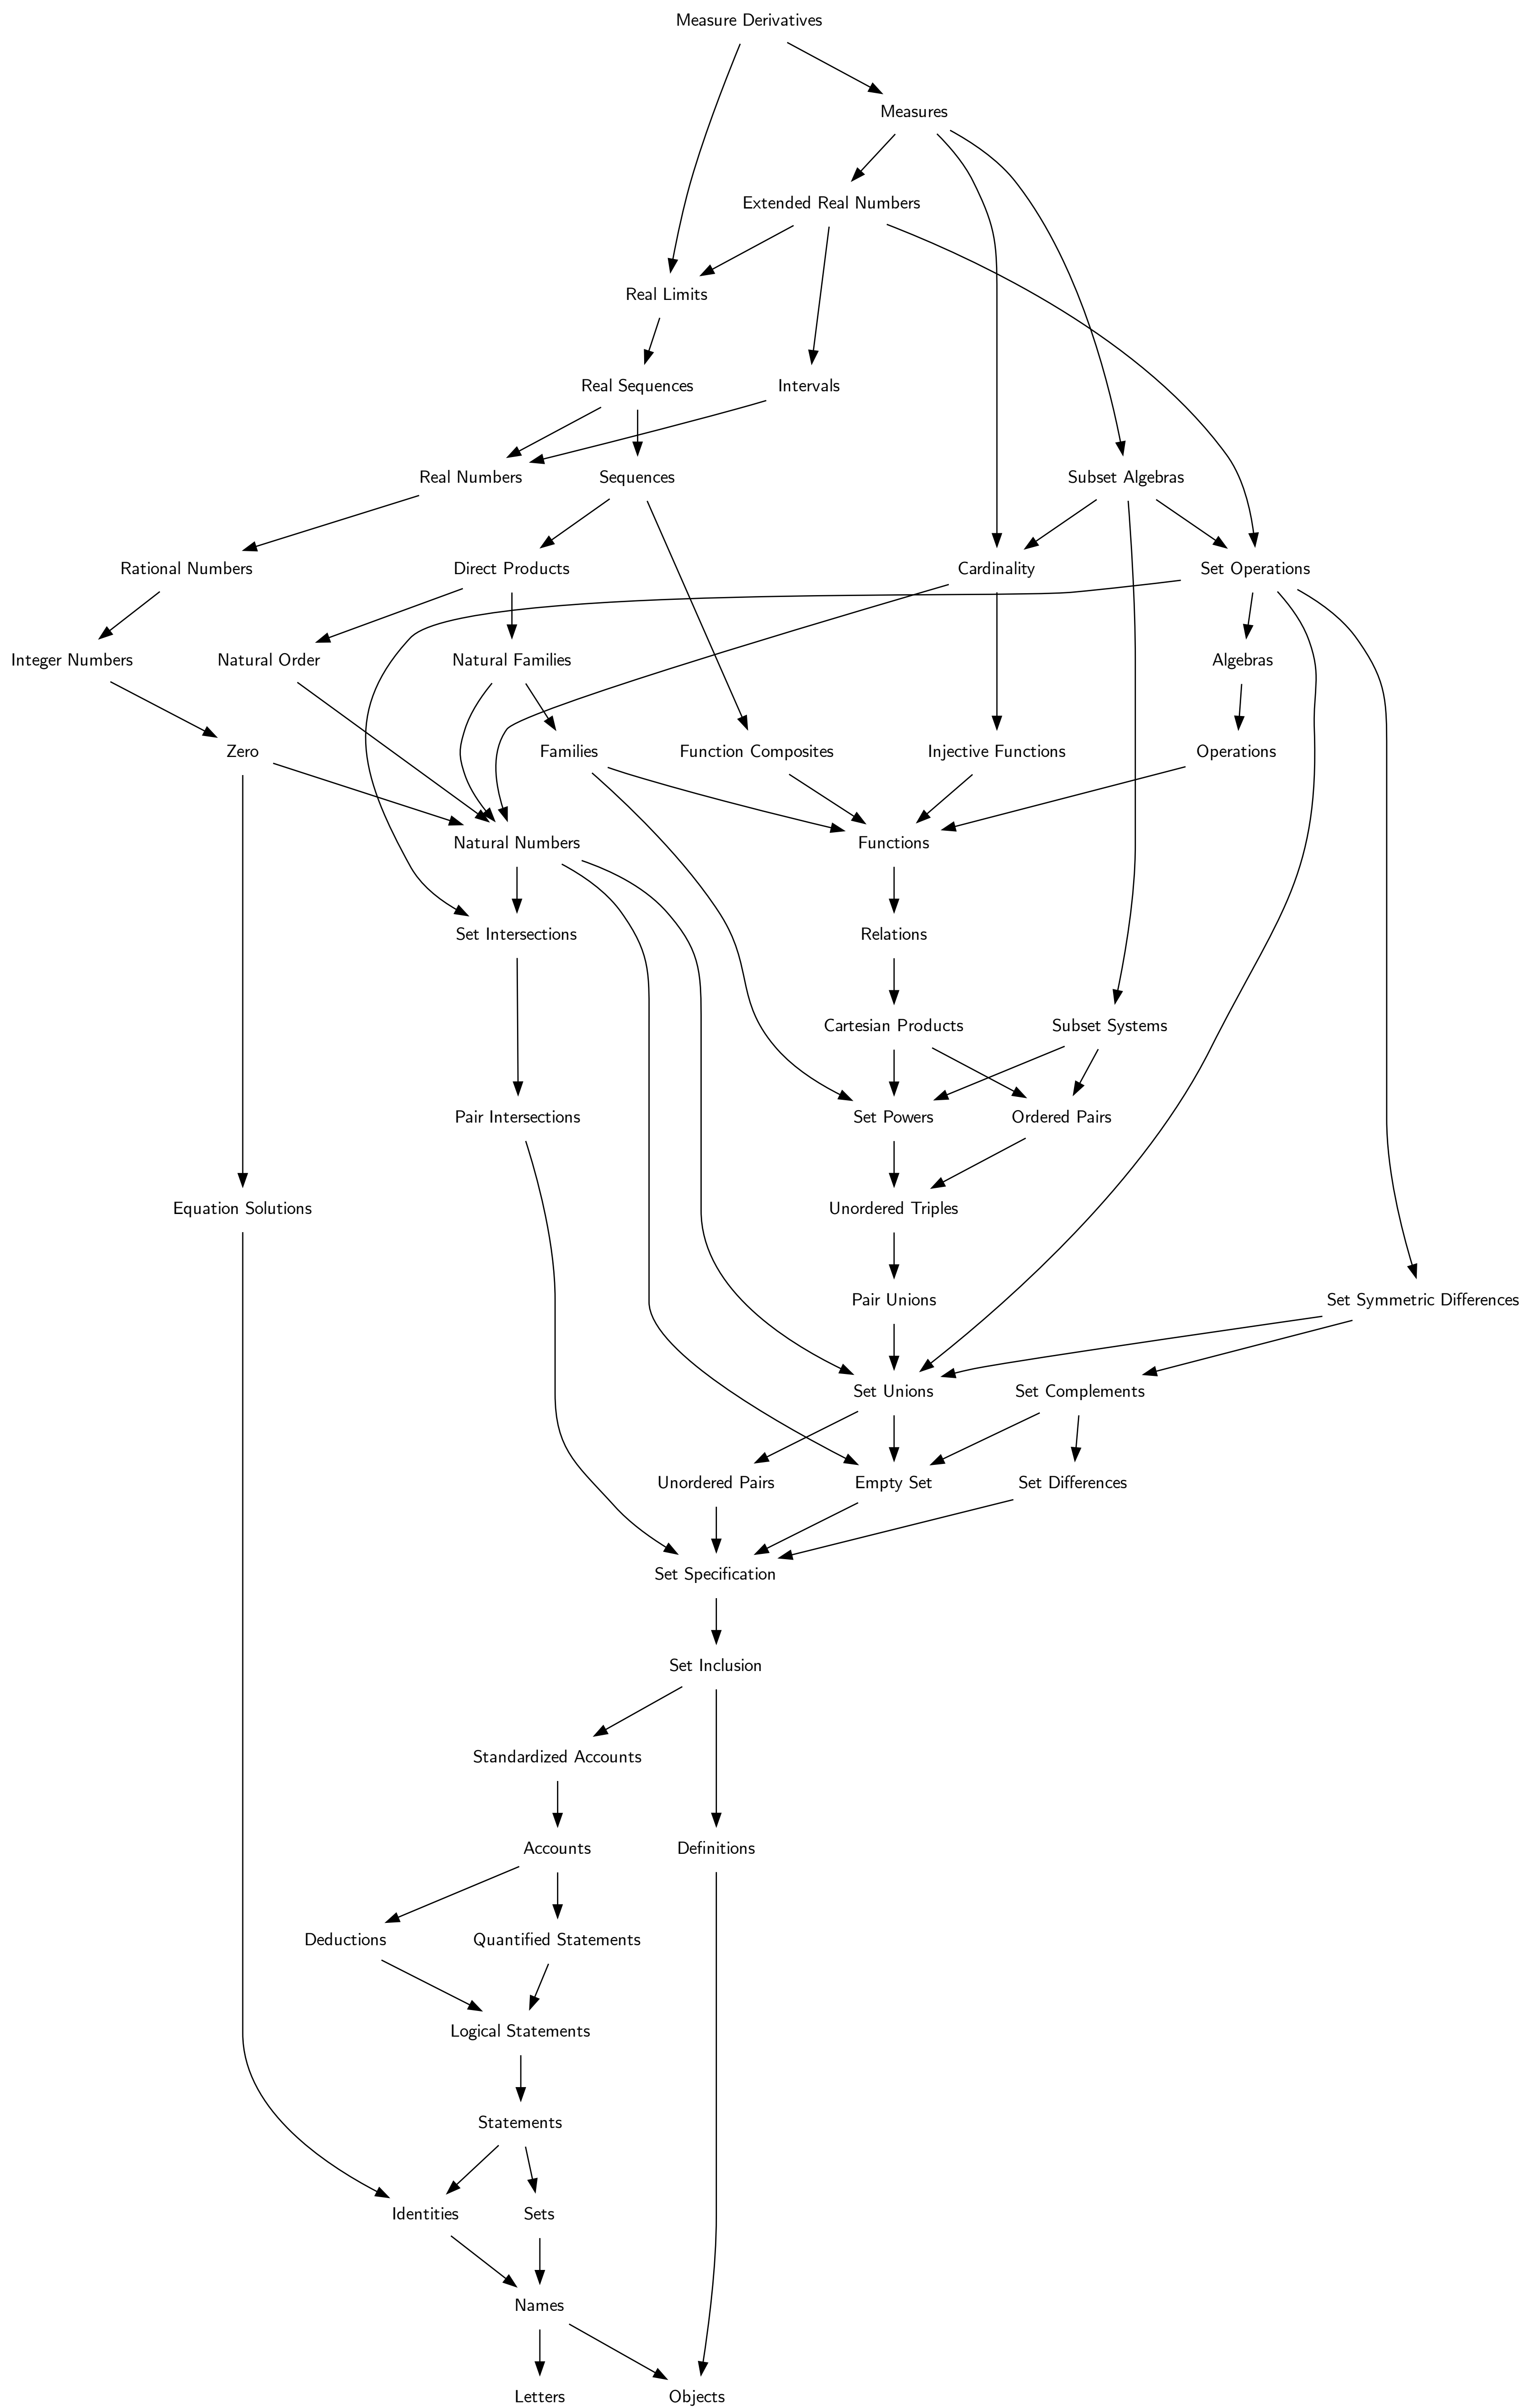 Measure Derivatives
Measures
Extended Real Numbers
Real Limits
Real Sequences
Intervals
Real Numbers
Sequences
Subset Algebras
Rational Numbers
Direct Products
Cardinality
Set Operations
Integer Numbers
Natural Order
Natural Families
Algebras
Zero
Families
Function Composites
Injective Functions
Operations
Natural Numbers
Functions
Set Intersections
Relations
Cartesian Products
Subset Systems
Pair Intersections
Set Powers
Ordered Pairs
Equation Solutions
Unordered Triples
Pair Unions
Set Symmetric Differences
Set Unions
Set Complements
Unordered Pairs
Empty Set
Set Differences
Set Specification
Set Inclusion
Standardized Accounts
Accounts
Definitions
Deductions
Quantified Statements
Logical Statements
Statements
Identities
Sets
Names
Letters
Objects